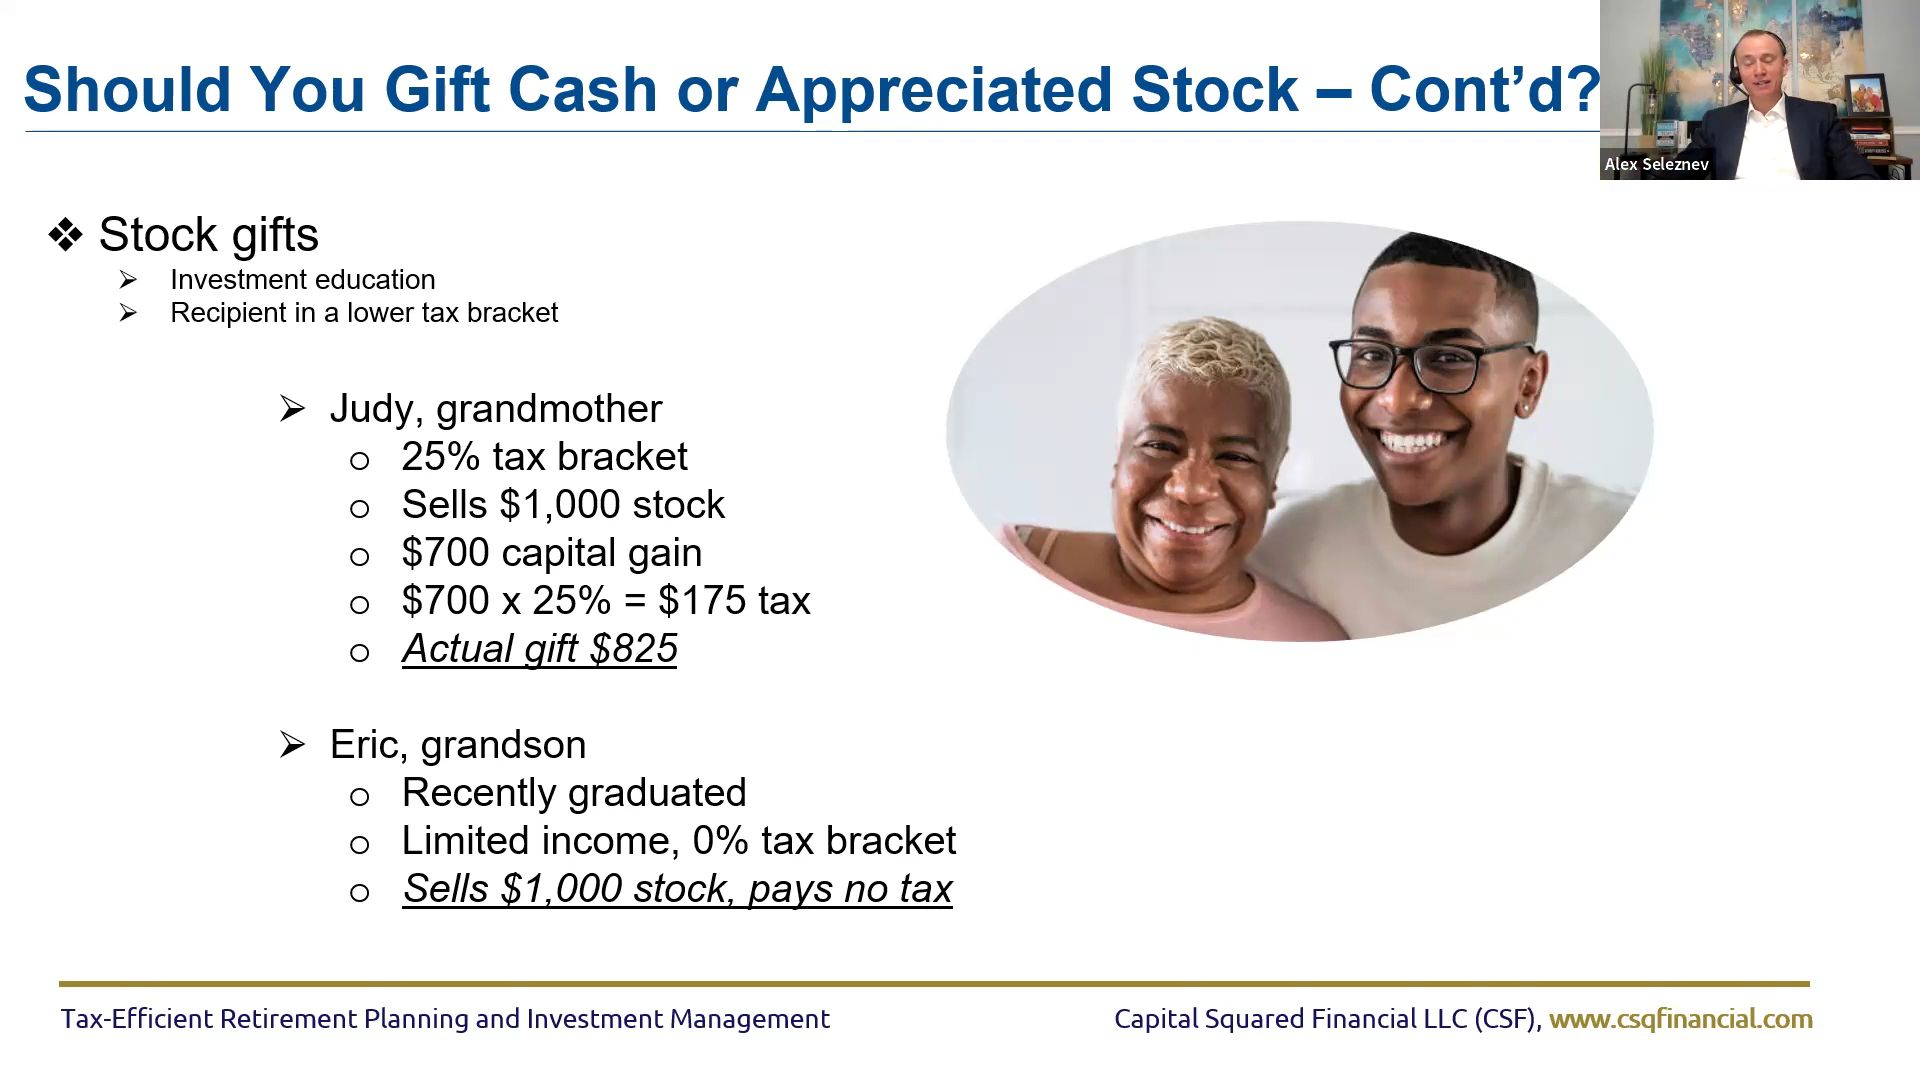 Should You Gift Cash or Appreciated Stock – Cont’d?
Alex Seleznev
❖ Stock gifts
➢ Investment education
➢ Recipient in a lower tax bracket
➢ Judy, grandmother
o 25% tax bracket
o Sells $1,000 stock
o $700 capital gain
o $700 x 25% = $175 tax
o Actual gift $825
➢ Eric, grandson
o Recently graduated
o Limited income, 0% tax bracket
o Sells $1,000 stock, pays no tax
Tax-Efficient Retirement Planning and Investment Management
Capital Squared Financial LLC (CSF), www.csqfinancial.com